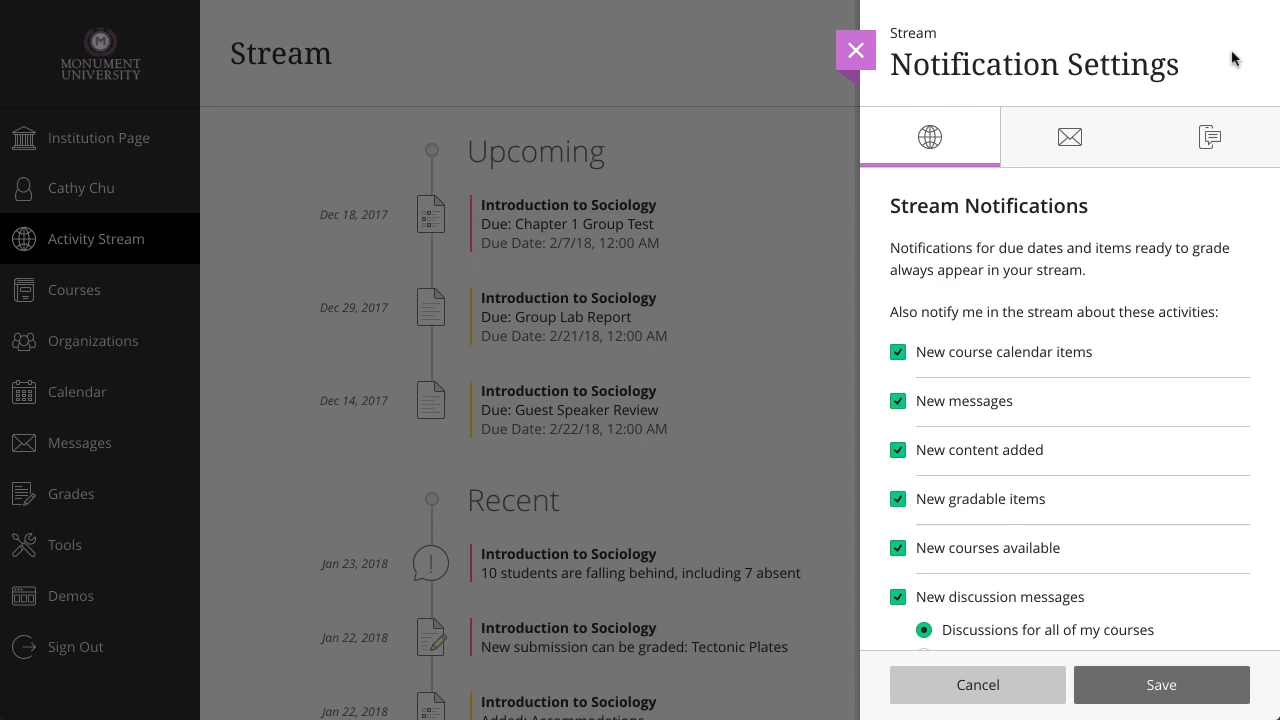 MONUMENT
UNIVERSITY
Institution Page
Cathy Chu
Activity Stream
Courses
Organizations
Calendar
Messages
Grades
Tools
Demos
Sign Out
Stream
Upcoming
Dec 18, 2017
Introduction to Sociology
Due: Chapter 1 Group Test
Due Date: 2/7/18, 12:00 AM
Dec 29, 2017
Introduction to Sociology
Due: Group Lab Report
Due Date: 2/21/18, 12:00 AM
Dec 14, 2017
Introduction to Sociology
Due: Guest Speaker Review
Due Date: 2/22/18, 12:00 AM
Recent
Jan 23, 2018
Introduction to Sociology
10 students are falling behind, including 7 absent
Jan 22, 2018
Introduction to Sociology
New submission can be graded: Tectonic Plates
Jan 22, 2018
Introduction to Sociology
Added: Accommodations
Stream
Notification Settings
Stream Notifications
Notifications for due dates and items ready to grade
always appear in your stream.
Also notify me in the stream about these activities:
New course calendar items
New messages
New content added
New gradable items
New courses available
New discussion messages
Discussions for all of my courses
Cancel
Save